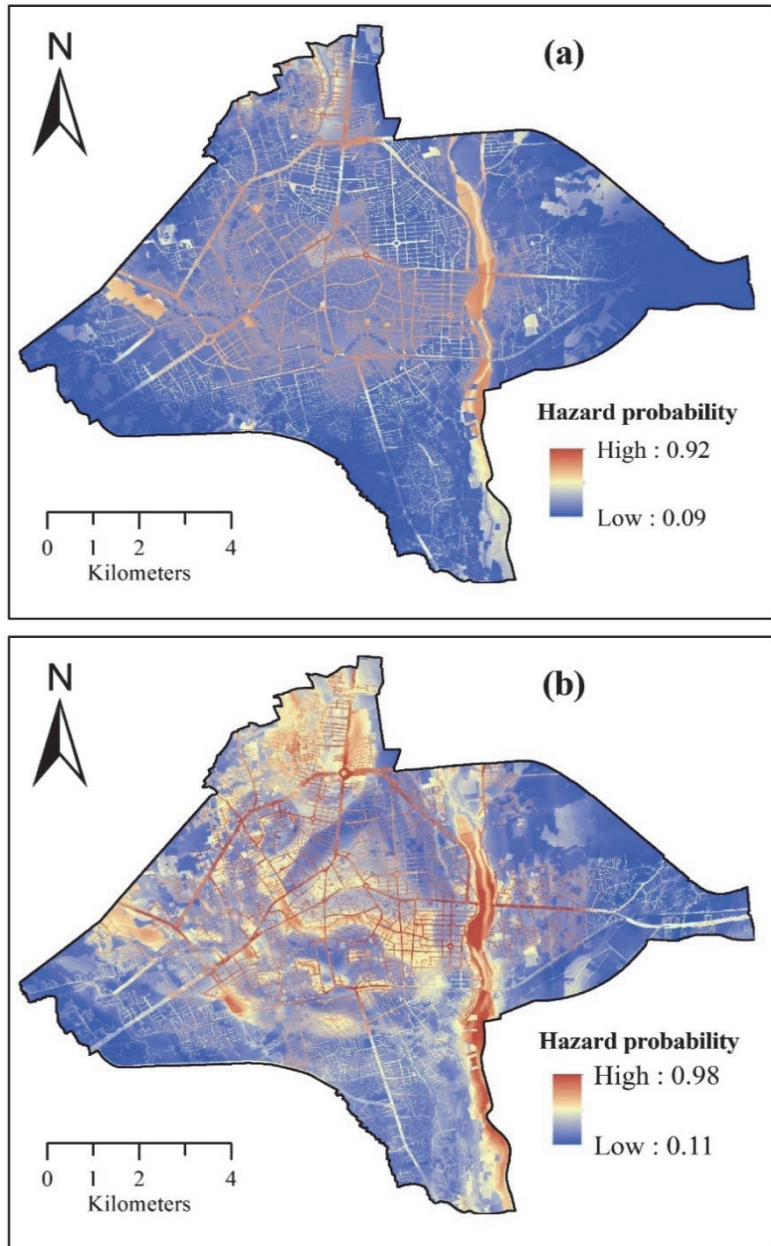 N
(a)
Hazard probability
High : 0.92
Low : 0.09
0 1 2 4
Kilometers
N
(b)
Hazard probability
High : 0.98
Low : 0.11
0 1 2 4
Kilometers